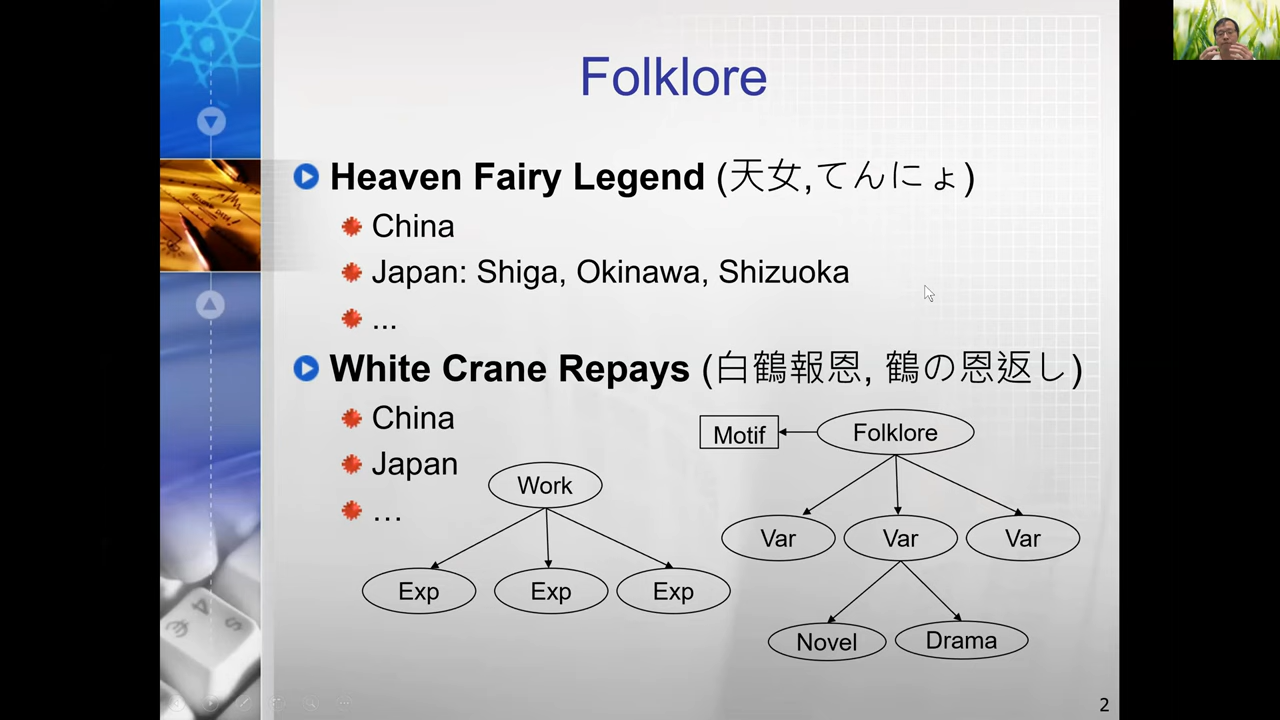 Folklore
Heaven Fairy Legend (天女,てんにょ)
China
Japan: Shiga, Okinawa, Shizuoka
...
White Crane Repays (白鶴報恩, 鶴の恩返し)
China
Japan
...
Work
Exp
Exp
Exp
Motif
Folklore
Var
Var
Var
Novel
Drama
2